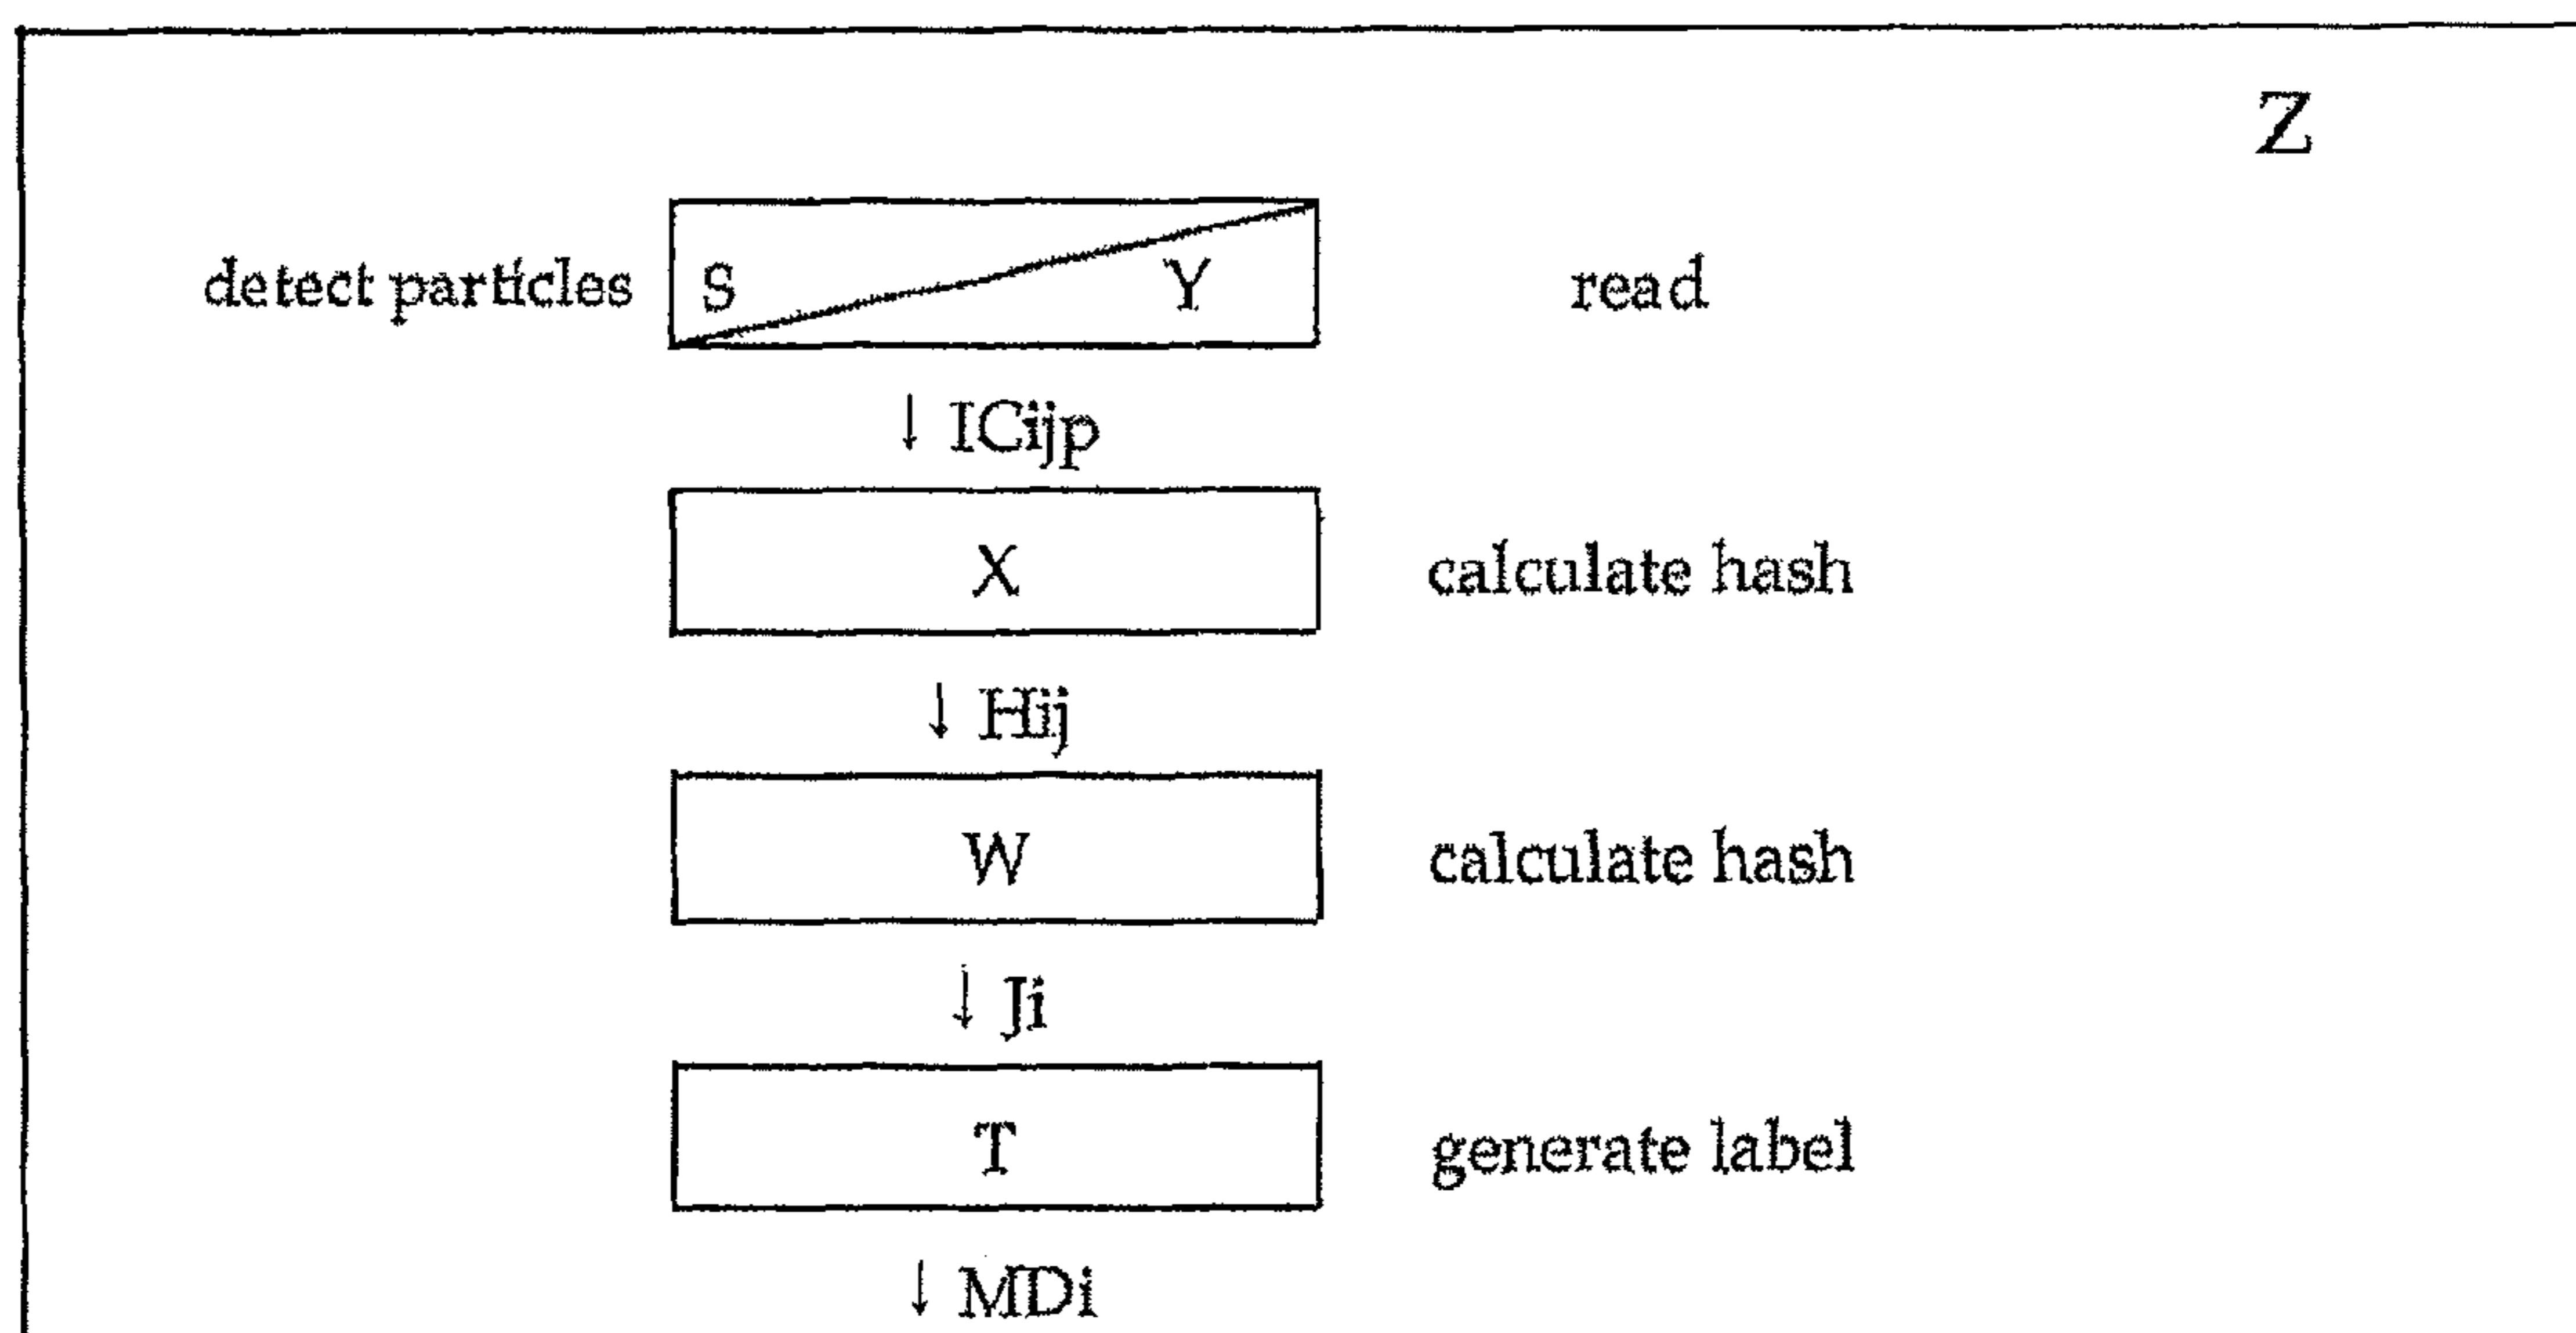 Z
detect particles S Y read
↓ ICijp
X calculate hash
↓ Hij
W calculate hash
↓ Ji
T generate label
↓ MDi